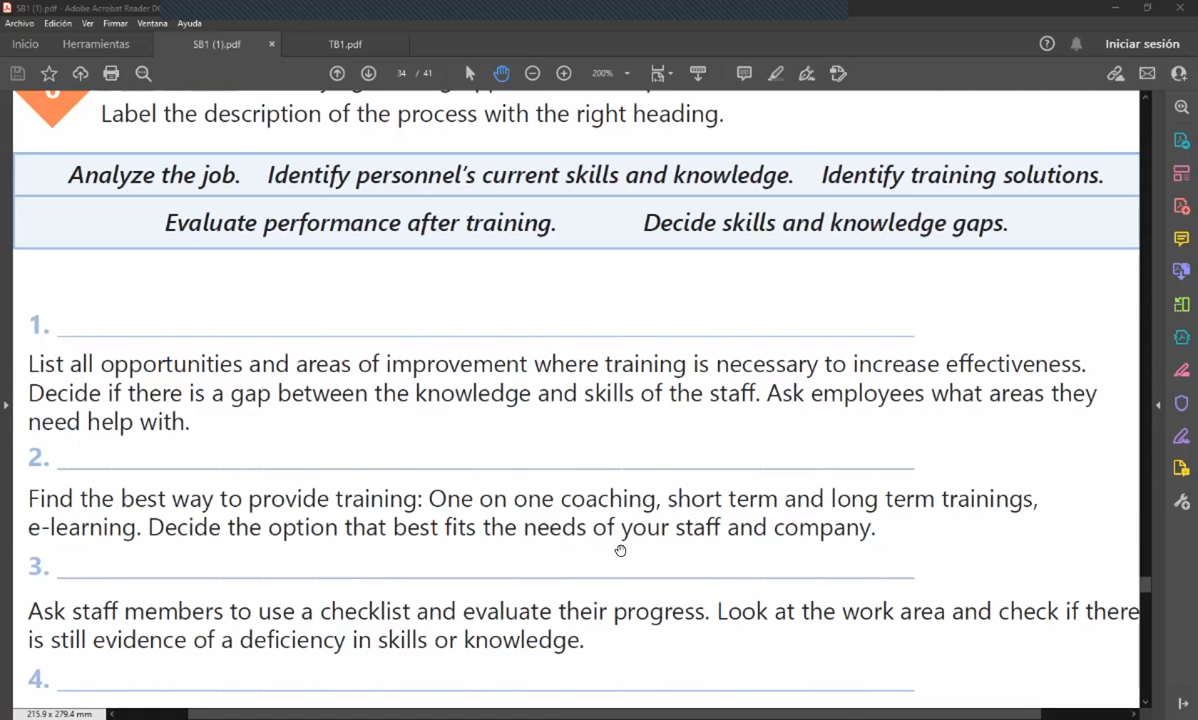 SB1 (1).pdf - Adobe Acrobat Reader DC
Archivo Edición Ver Firmar Ventana Ayuda
Inicio Herramientas SB1 (1).pdf × TB1.pdf Iniciar sesión
34 / 41 200%
Label the description of the process with the right heading.
Analyze the job. Identify personnel's current skills and knowledge. Identify training solutions.
Evaluate performance after training. Decide skills and knowledge gaps.
1.
List all opportunities and areas of improvement where training is necessary to increase effectiveness.
Decide if there is a gap between the knowledge and skills of the staff. Ask employees what areas they
need help with.
2.
Find the best way to provide training: One on one coaching, short term and long term trainings,
e-learning. Decide the option that best fits the needs of your staff and company.
3.
Ask staff members to use a checklist and evaluate their progress. Look at the work area and check if there
is still evidence of a deficiency in skills or knowledge.
4.
215.9 x 279.4 mm